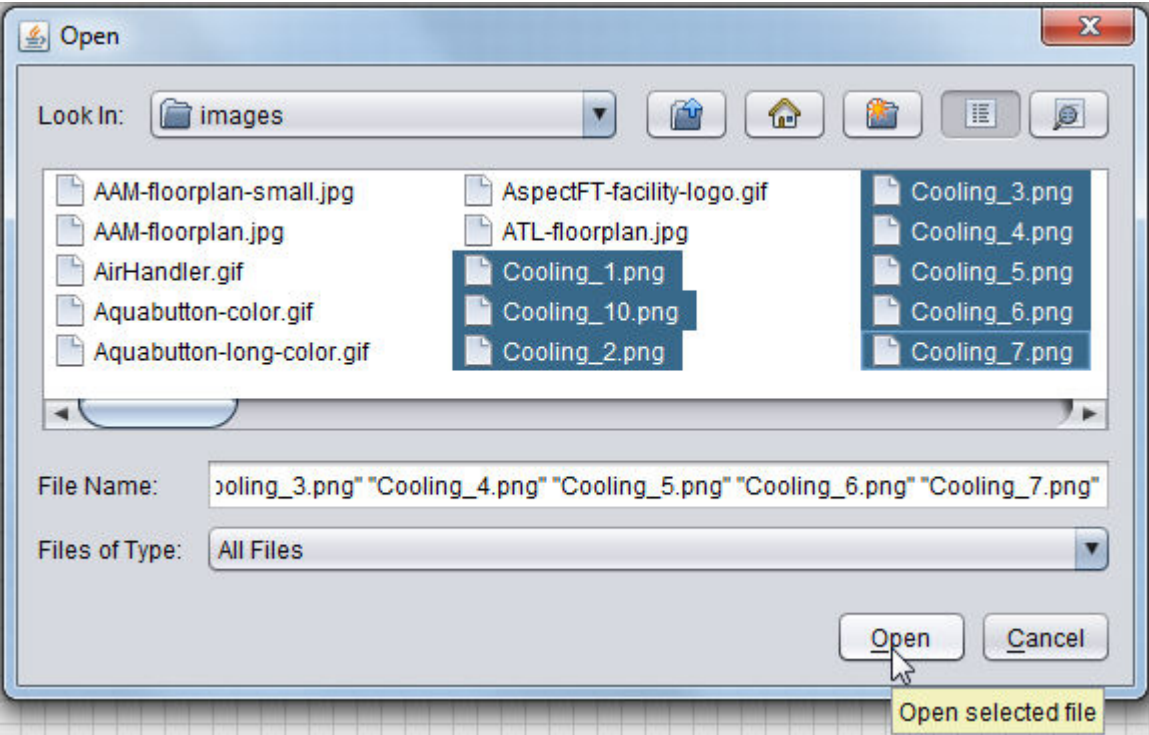 Open
Look In: images
AAM-floorplan-small.jpg
AAM-floorplan.jpg
AirHandler.gif
Aquabutton-color.gif
Aquabutton-long-color.gif
AspectFT-facility-logo.gif
ATL-floorplan.jpg
Cooling_1.png
Cooling_10.png
Cooling_2.png
Cooling_3.png
Cooling_4.png
Cooling_5.png
Cooling_6.png
Cooling_7.png
File Name: ooling_3.png" "Cooling_4.png" "Cooling_5.png" "Cooling_6.png" "Cooling_7.png"
Files of Type: All Files
Open Cancel
Open selected file